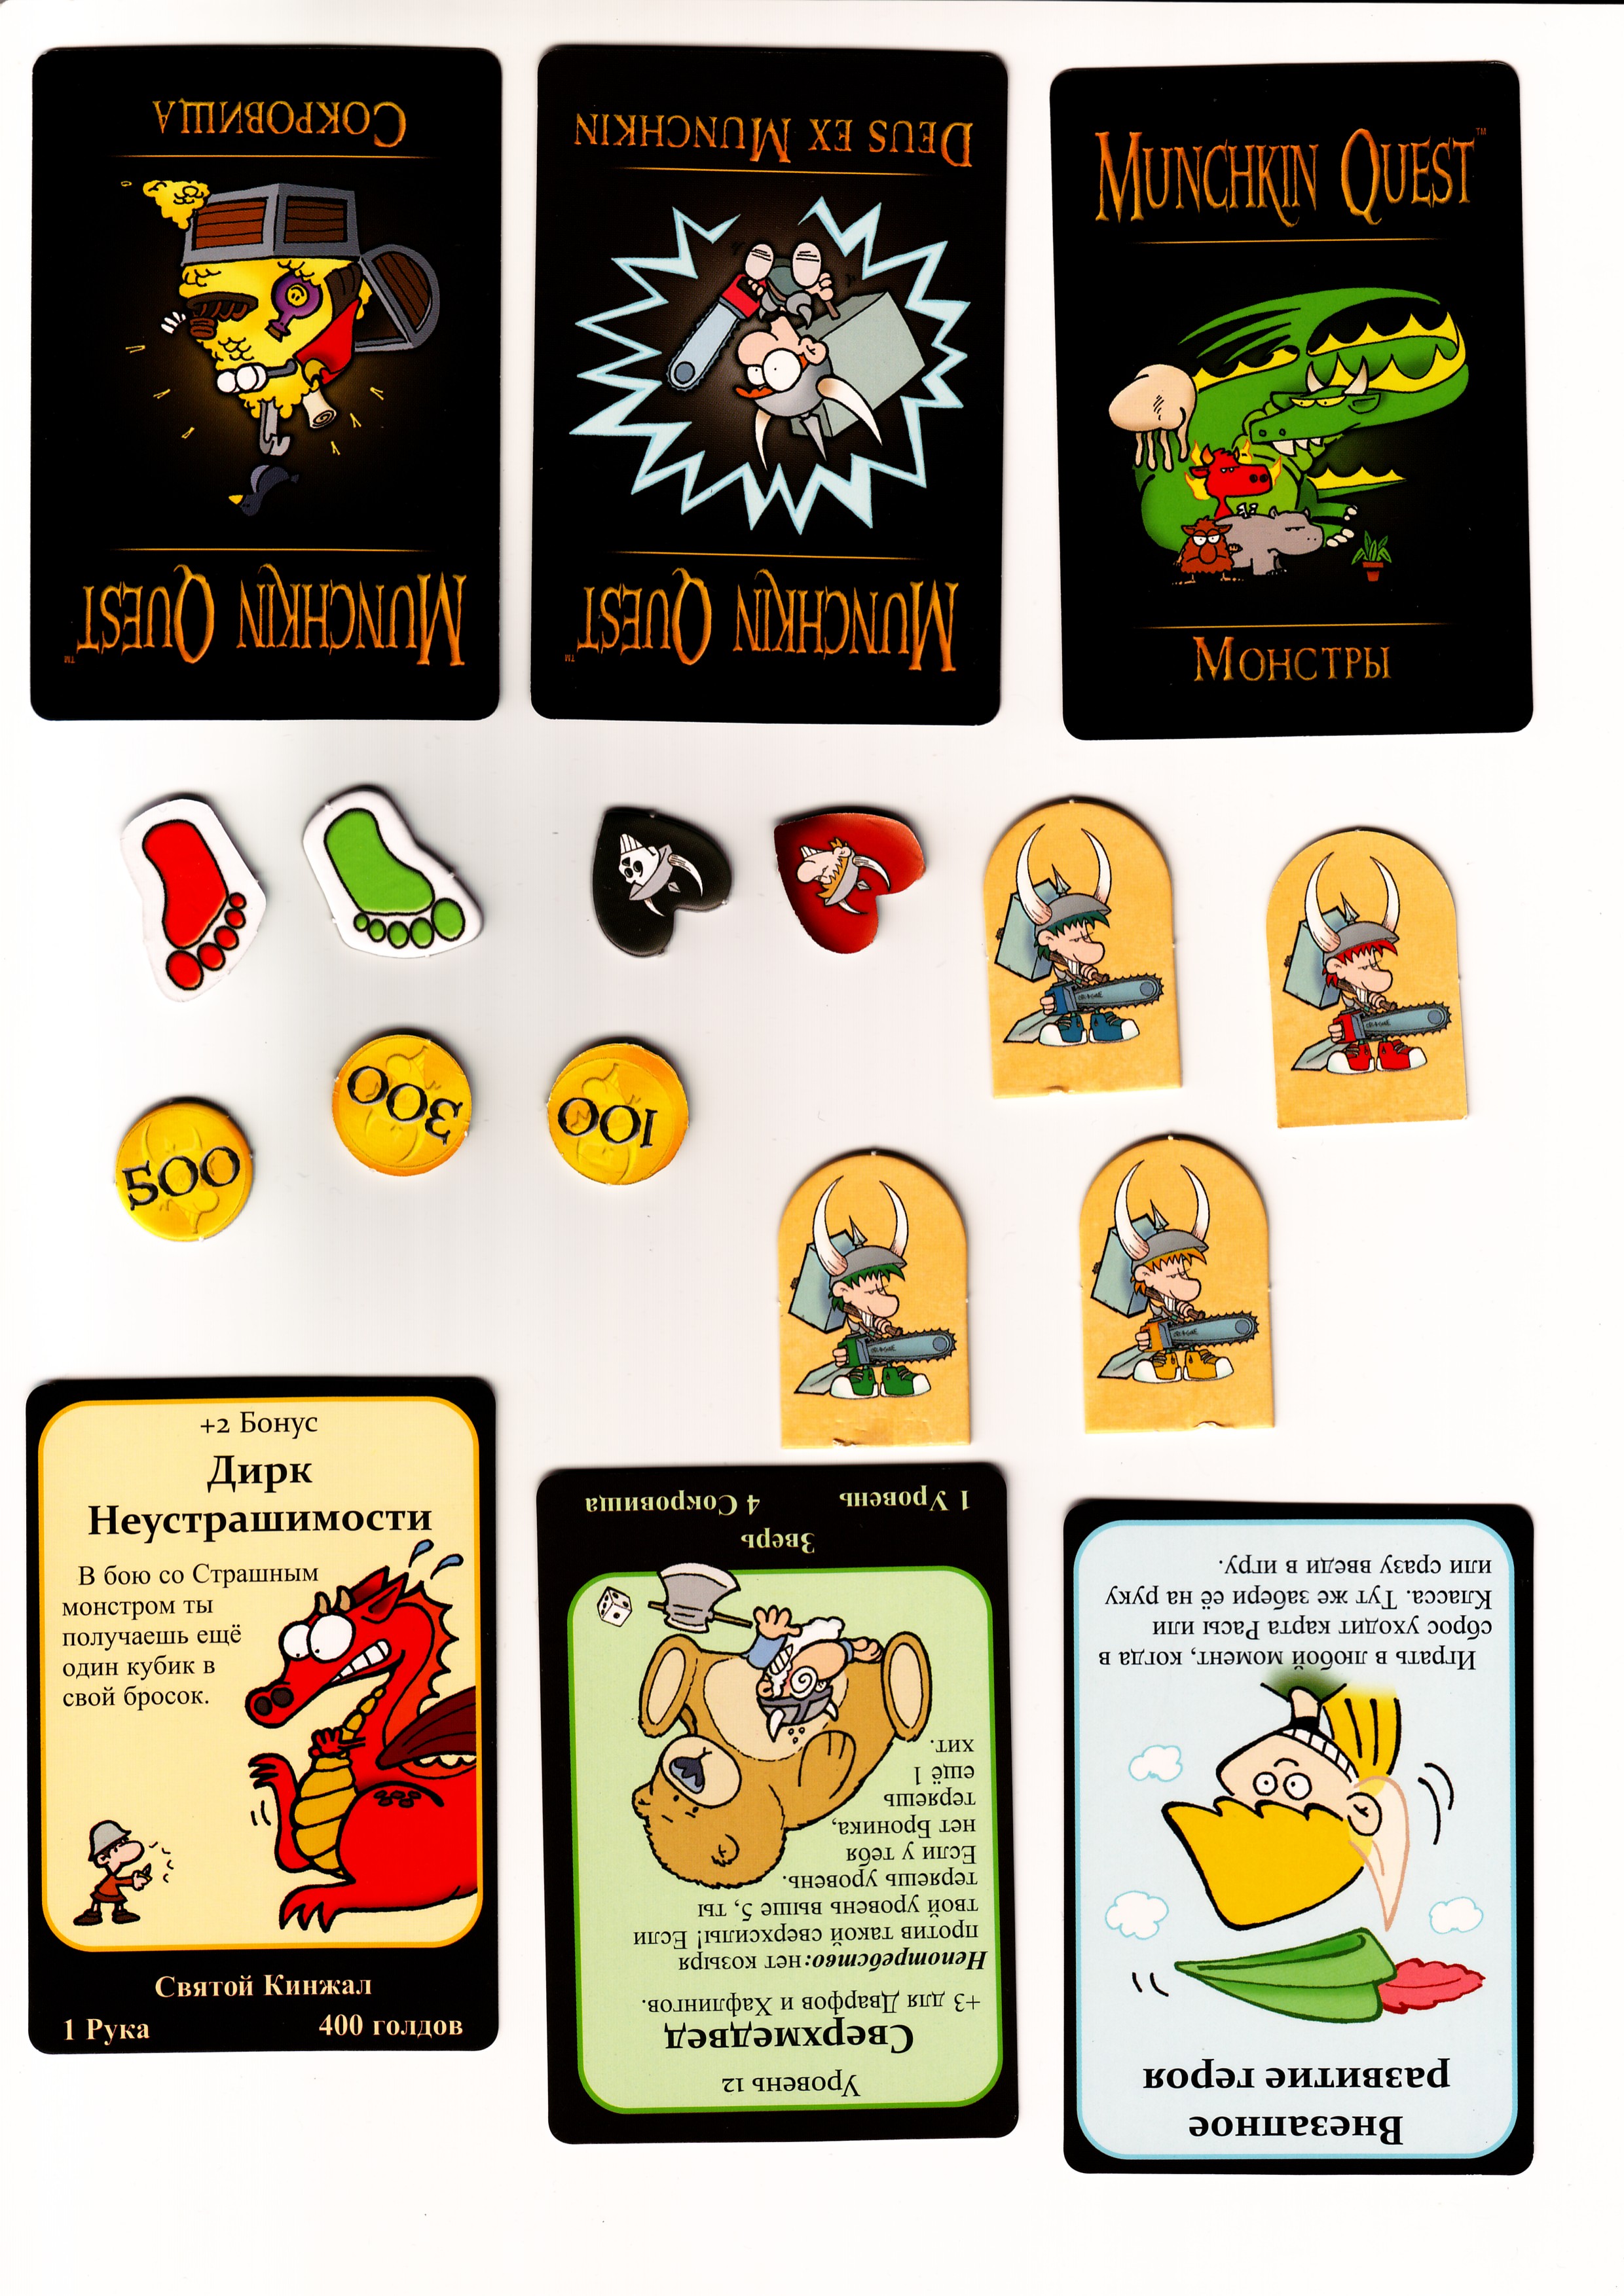 Сокровища
Munchkin Quest™
Deus ex Munchkin
Munchkin Quest™
Munchkin Quest™
Монстры
500
300
100
+2 Бонус
Дирк
Неустрашимости
В бою со Страшным
монстром ты
получаешь ещё
один кубик в
свой бросок.
Святой Кинжал
1 Рука 400 голдов
Уровень 12
Сверхмедвед
+3 для Дварфов и Хафлингов.
Непотребство: нет козыря
против такой сверхсилы! Если
твой уровень выше 5, ты
теряешь уровень.
Если у тебя
нет Броника,
теряешь
ещё 1
хит.
Зверь
1 Уровень 4 Сокровища
Внезапное
развитие героя
Играть в любой момент, когда в
сброс уходит карта Расы или
Класса. Тут же забери её на руку
или сразу введи в игру.